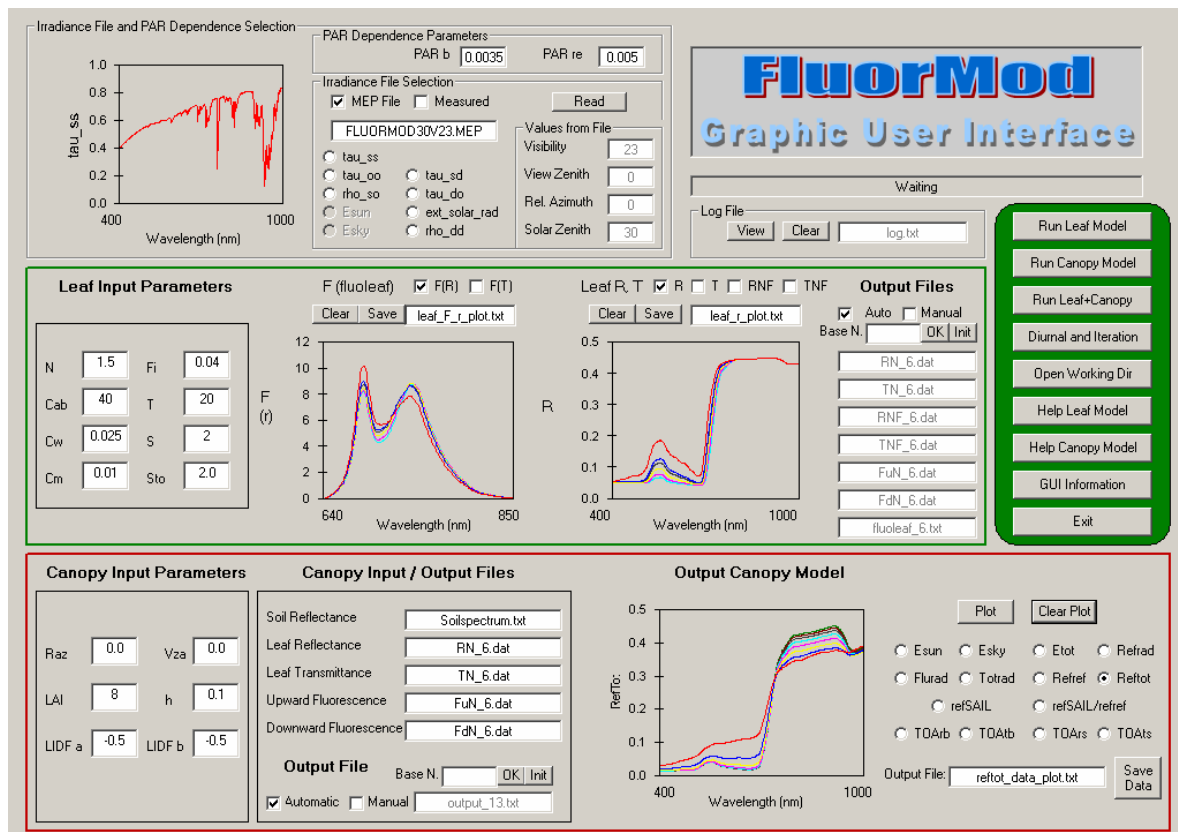 Irradiance File and PAR Dependence Selection
1.0
0.8
0.6
0.4
0.2
0.0
tau_ss
400
1000
Wavelength (nm)
PAR Dependence Parameters
PAR b 0.0035 PAR re 0.005
Irradiance File Selection
MEP File Measured Read
FLUORMOD30V23.MEP
tau_ss
tau_oo tau_sd
rho_so tau_do
Esun ext_solar_rad
Esky rho_dd
Values from File
Visibility 23
View Zenith 0
Rel. Azimuth 0
Solar Zenith 30
FluorMod
Graphic User Interface
Waiting
Log File
View Clear log.txt
Run Leaf Model
Run Canopy Model
Run Leaf+Canopy
Diurnal and Iteration
Open Working Dir
Help Leaf Model
Help Canopy Model
GUI Information
Exit
Leaf Input Parameters
N 1.5 Fi 0.04
Cab 40 T 20
Cw 0.025 S 2
Cm 0.01 Sto 2.0
F (fluoleaf) F(R) F(T)
Clear Save leaf_F_r_plot.txt
12
10
8
6
4
2
0
F
(r)
640
850
Wavelength (nm)
Leaf R, T R T RNF TNF
Clear Save leaf_r_plot.txt
0.5
0.4
0.3
0.2
0.1
0.0
R
400
1000
Wavelength (nm)
Output Files
Auto Manual
Base N. OK Init
RN_6.dat
TN_6.dat
RNF_6.dat
TNF_6.dat
FuN_6.dat
FdN_6.dat
fluoleaf_6.txt
Canopy Input Parameters
Raz 0.0 Vza 0.0
LAI 8 h 0.1
LIDF a -0.5 LIDF b -0.5
Canopy Input / Output Files
Soil Reflectance Soilspectrum.txt
Leaf Reflectance RN_6.dat
Leaf Transmittance TN_6.dat
Upward Fluorescence FuN_6.dat
Downward Fluorescence FdN_6.dat
Output File Base N. OK Init
Automatic Manual output_13.txt
Output Canopy Model
0.5
0.4
0.3
0.2
0.1
0.0
RefTo:
400
1000
Wavelength (nm)
Plot Clear Plot
Esun Esky Etot Refrad
Flurad Totrad Refref Reftot
refSAIL refSAIL/refref
TOArb TOAtb TOArs TOAts
Output File: reftot_data_plot.txt Save Data